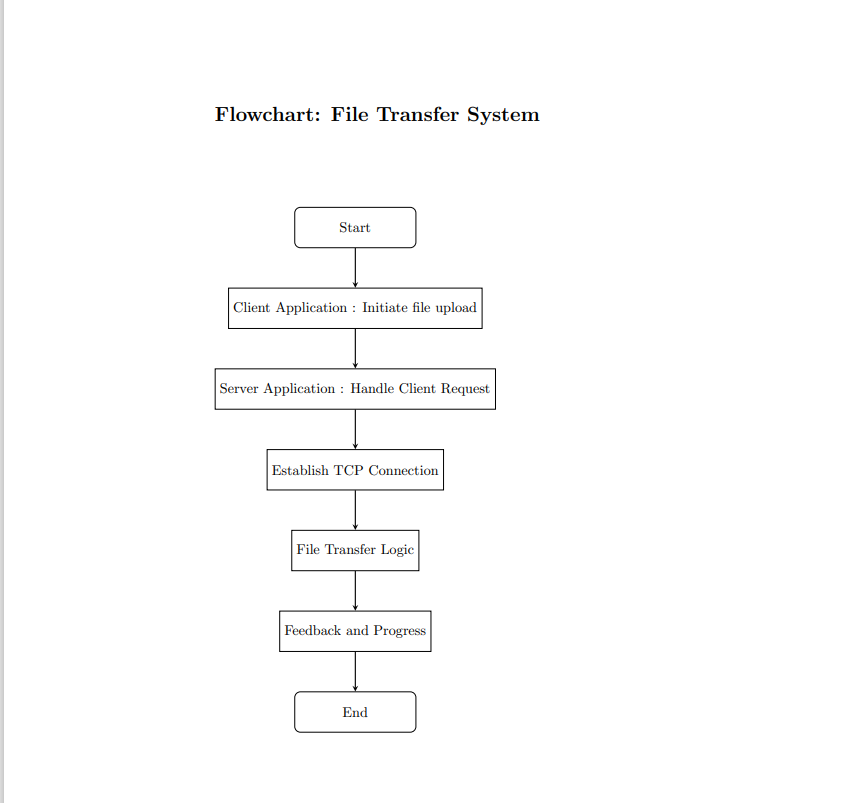 Flowchart: File Transfer System
Start
Client Application : Initiate file upload
Server Application : Handle Client Request
Establish TCP Connection
File Transfer Logic
Feedback and Progress
End